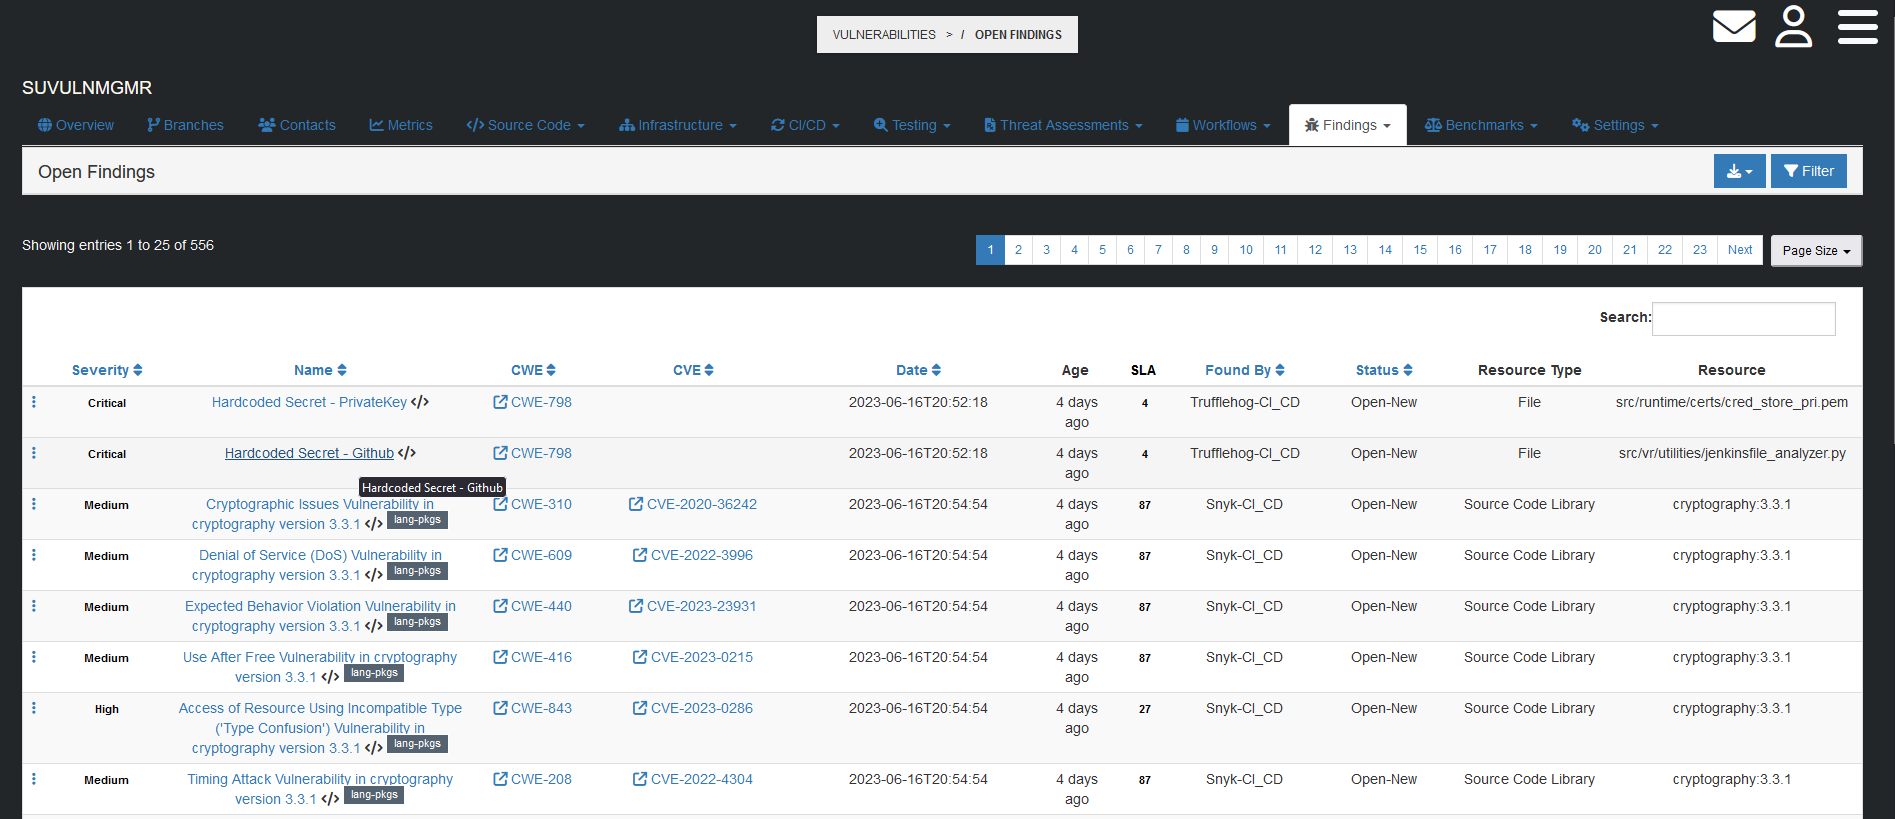 VULNERABILITIES > / OPEN FINDINGS
SUVULNMGMR
Overview Branches Contacts Metrics Source Code Infrastructure CI/CD Testing Threat Assessments Workflows Findings Benchmarks Settings
Open Findings
Filter
Showing entries 1 to 25 of 556
1 2 3 4 5 6 7 8 9 10 11 12 13 14 15 16 17 18 19 20 21 22 23 Next Page Size
Search:
Severity Name CWE CVE Date Age SLA Found By Status Resource Type Resource
Critical Hardcoded Secret - PrivateKey </> CWE-798 2023-06-16T20:52:18 4 days 4 Trufflehog-CI_CD Open-New File src/runtime/certs/cred_store_pri.pem
ago
Critical Hardcoded Secret - Github </> CWE-798 2023-06-16T20:52:18 4 days 4 Trufflehog-CI_CD Open-New File src/vr/utilities/jenkinsfile_analyzer.py
ago
Hardcoded Secret - Github
Medium Cryptographic Issues Vulnerability in CWE-310 CVE-2020-36242 2023-06-16T20:54:54 4 days 87 Snyk-CI_CD Open-New Source Code Library cryptography:3.3.1
cryptography version 3.3.1 </> lang-pkgs ago
Medium Denial of Service (DoS) Vulnerability in CWE-609 CVE-2022-3996 2023-06-16T20:54:54 4 days 87 Snyk-CI_CD Open-New Source Code Library cryptography:3.3.1
cryptography version 3.3.1 </> lang-pkgs ago
Medium Expected Behavior Violation Vulnerability in CWE-440 CVE-2023-23931 2023-06-16T20:54:54 4 days 87 Snyk-CI_CD Open-New Source Code Library cryptography:3.3.1
cryptography version 3.3.1 </> lang-pkgs ago
Medium Use After Free Vulnerability in cryptography CWE-416 CVE-2023-0215 2023-06-16T20:54:54 4 days 87 Snyk-CI_CD Open-New Source Code Library cryptography:3.3.1
version 3.3.1 </> lang-pkgs ago
High Access of Resource Using Incompatible Type CWE-843 CVE-2023-0286 2023-06-16T20:54:54 4 days 27 Snyk-CI_CD Open-New Source Code Library cryptography:3.3.1
('Type Confusion') Vulnerability in ago
cryptography version 3.3.1 </> lang-pkgs
Medium Timing Attack Vulnerability in cryptography CWE-208 CVE-2022-4304 2023-06-16T20:54:54 4 days 87 Snyk-CI_CD Open-New Source Code Library cryptography:3.3.1
version 3.3.1 </> lang-pkgs ago